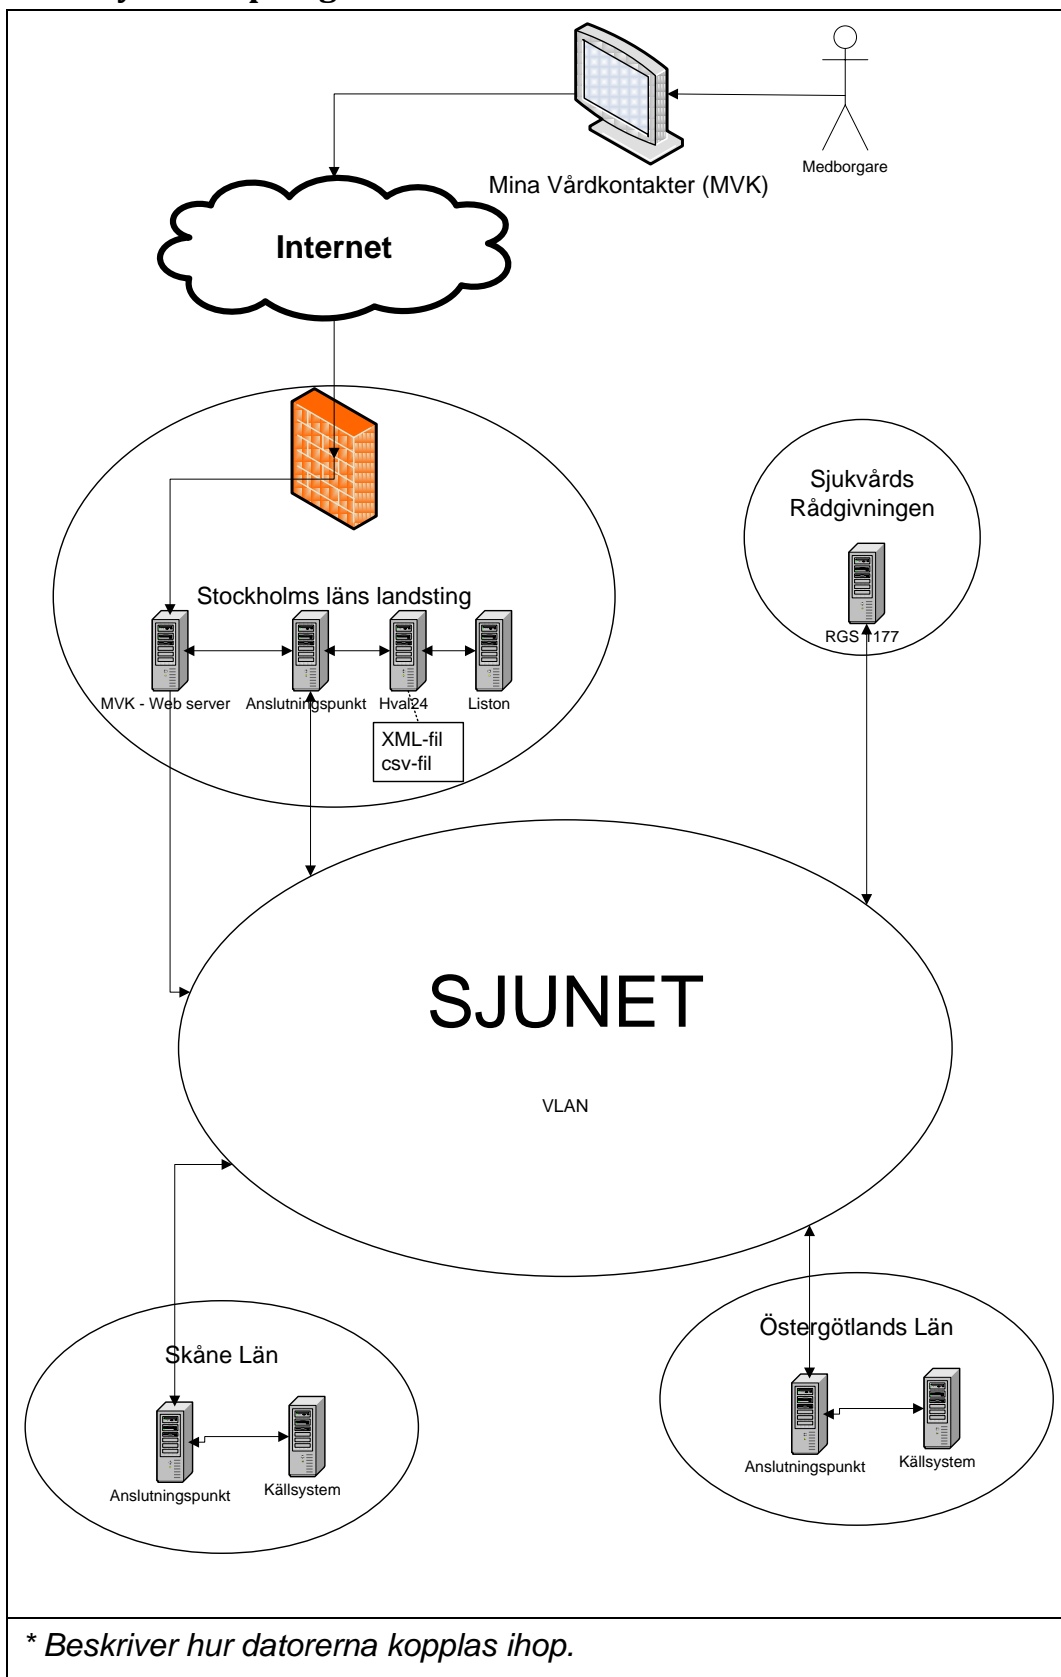 Medborgare
Mina Vårdkontakter (MVK)
Internet
Sjukvårds
Rådgivningen
RGS 1177
Stockholms läns landsting
MVK - Web server
Anslutningspunkt
Hval24
Liston
XML-fil
csv-fil
SJUNET
VLAN
Skåne Län
Anslutningspunkt
Källsystem
Östergötlands Län
Anslutningspunkt
Källsystem
* Beskriver hur datorerna kopplas ihop.